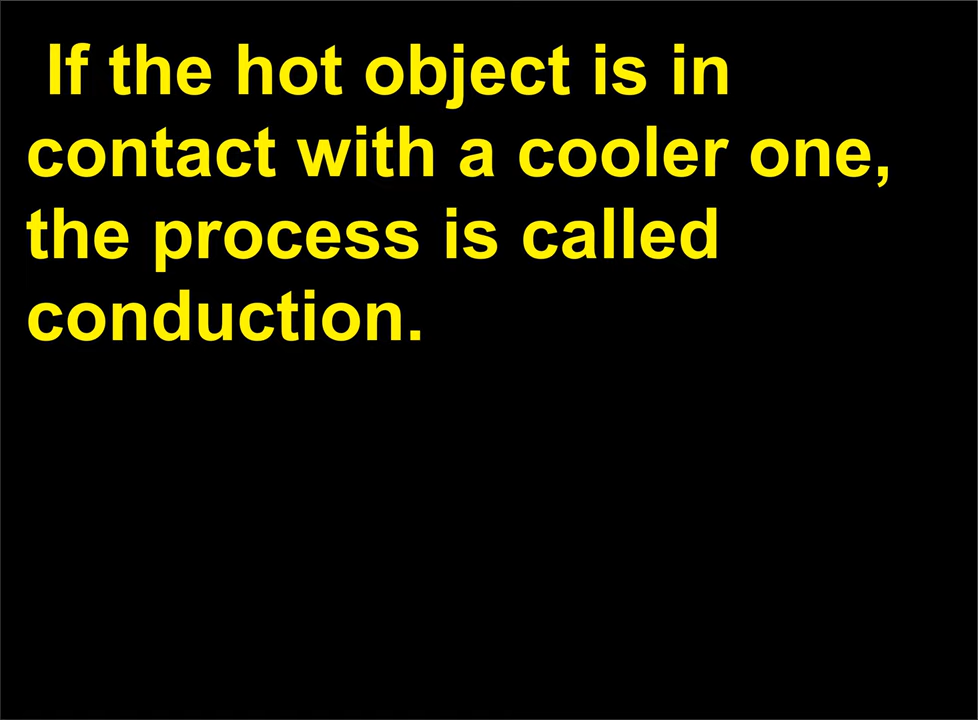 If the hot object is in
contact with a cooler one,
the process is called
conduction.